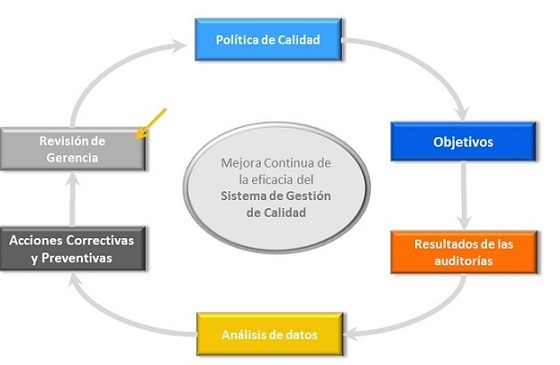 Política de Calidad
Objetivos
Resultados de las
auditorías
Análisis de datos
Acciones Correctivas
y Preventivas
Revisión de
Gerencia
Mejora Continua de
la eficacia del
Sistema de Gestión
de Calidad